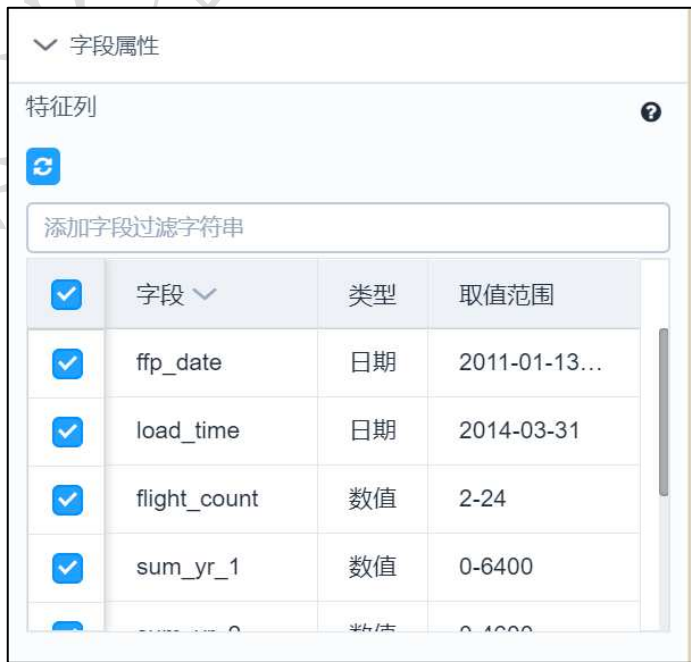 字段属性
特征列
添加字段过滤字符串
字段 类型 取值范围
ffp_date 日期 2011-01-13...
load_time 日期 2014-03-31
flight_count 数值 2-24
sum_yr_1 数值 0-6400